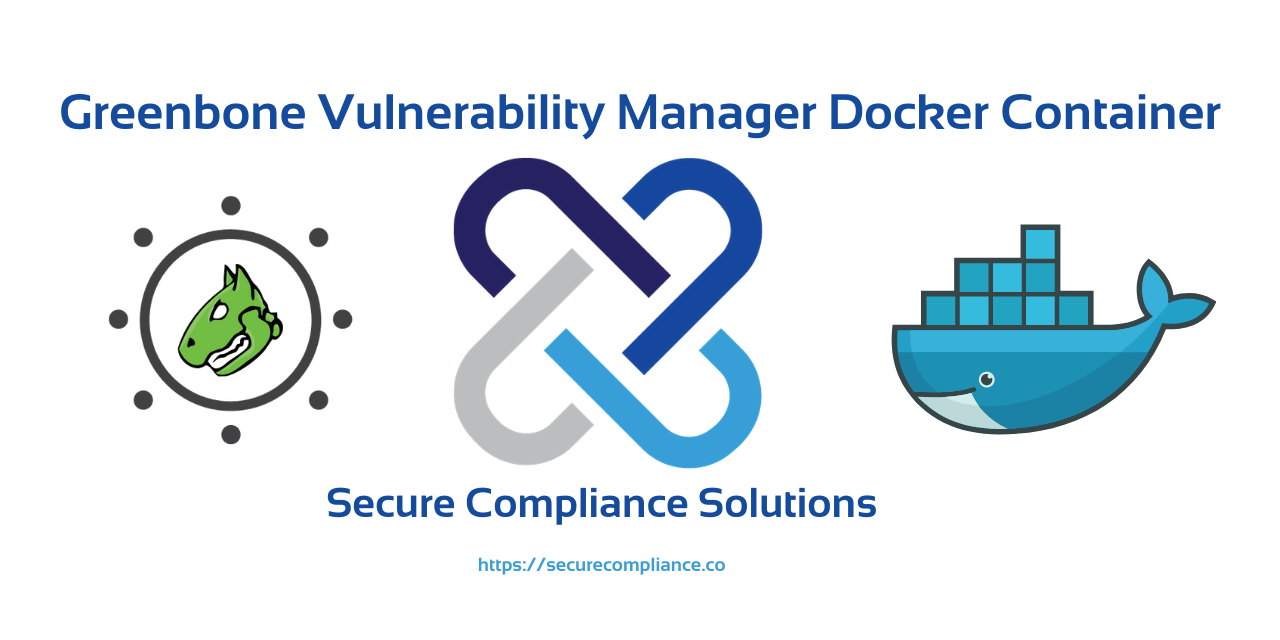 Greenbone Vulnerability Manager Docker Container
Secure Compliance Solutions
https://securecompliance.co